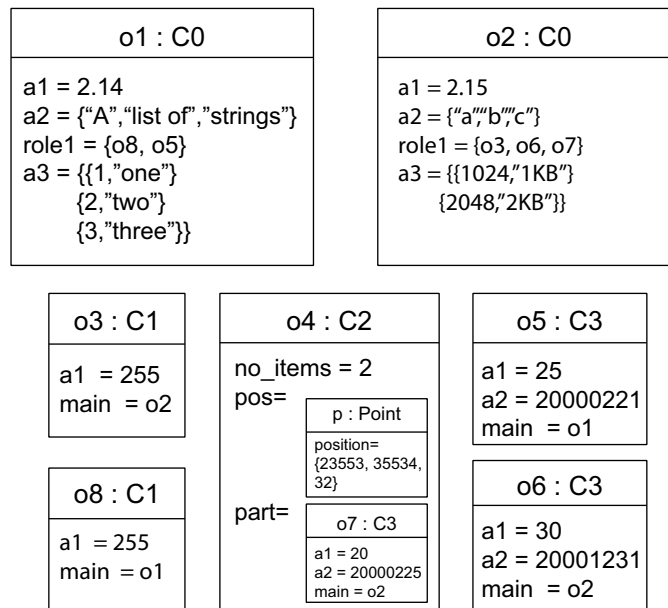 o1 : C0
a1 = 2.14
a2 = {“A”,“list of”,”strings”}
role1 = {o8, o5}
a3 = {{1,”one”}
{2,”two”}
{3,”three”}}
o2 : C0
a1 = 2.15
a2 = {“a”,“b”,”c”}
role1 = {o3, o6, o7}
a3 = {{1024,”1KB”}
{2048,”2KB”}}
o3 : C1
a1 = 255
main = o2
o8 : C1
a1 = 255
main = o1
o4 : C2
no_items = 2
pos=
p : Point
position=
{23553, 35534,
32}
part=
o7 : C3
a1 = 20
a2 = 20000225
main = o2
o5 : C3
a1 = 25
a2 = 20000221
main = o1
o6 : C3
a1 = 30
a2 = 20001231
main = o2